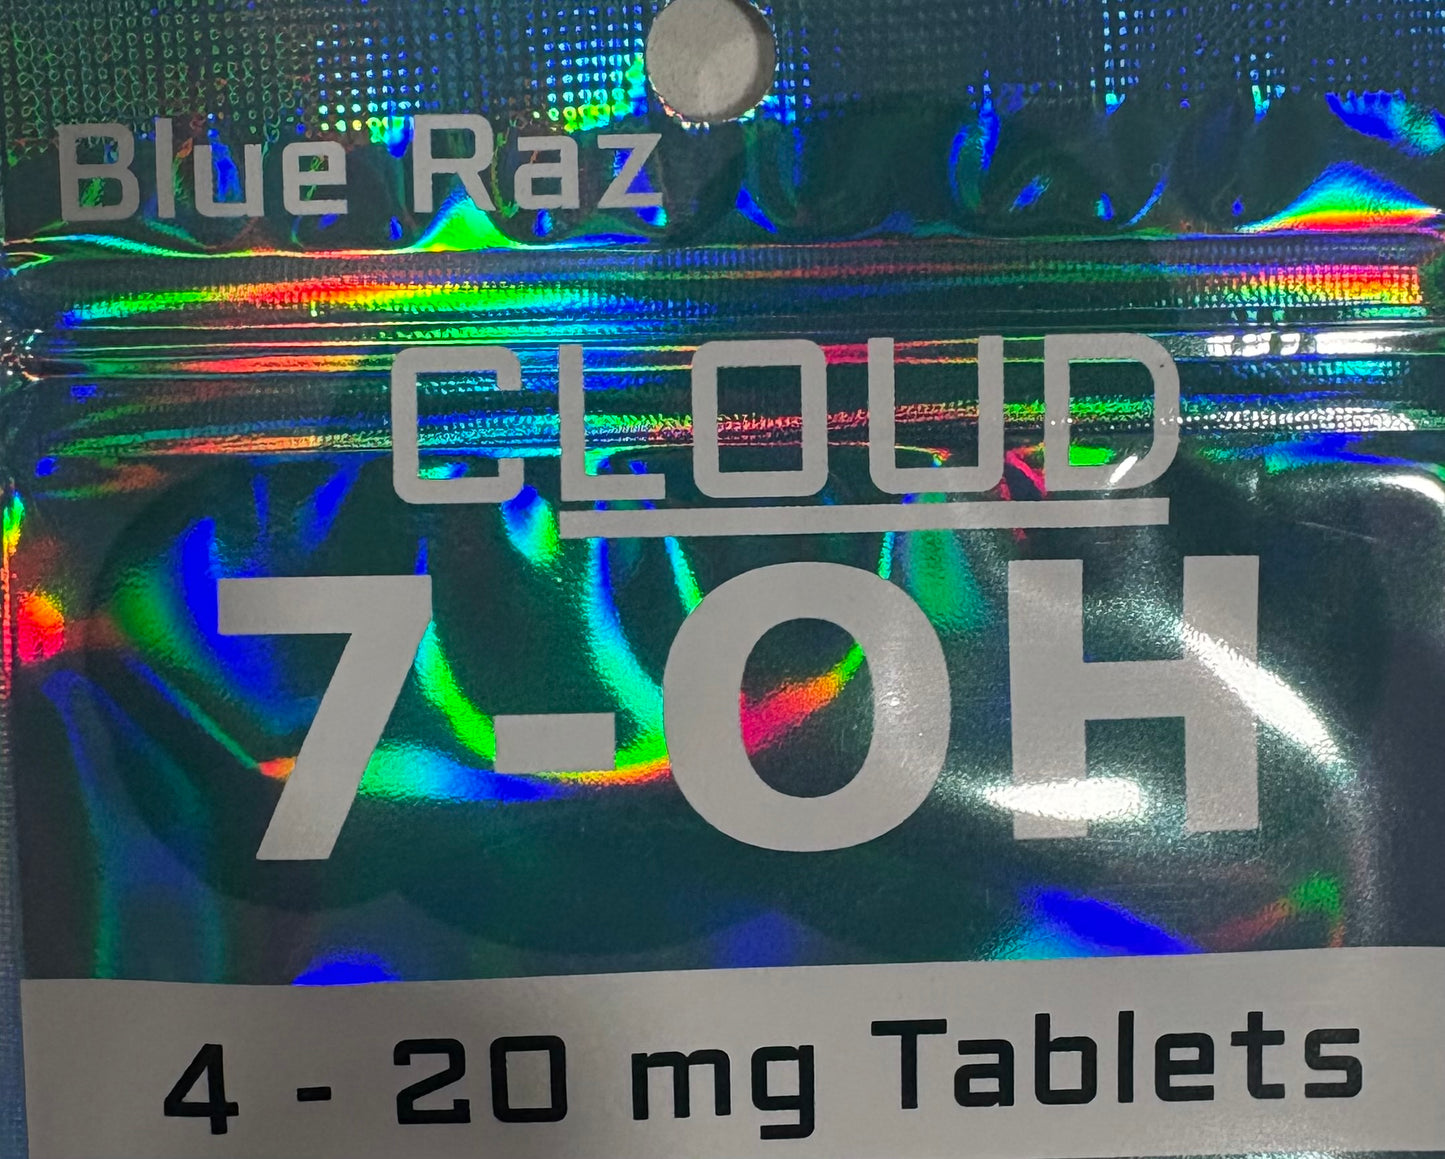 Blue Raz
CLOUD
7-OH
4 - 20 mg Tablets